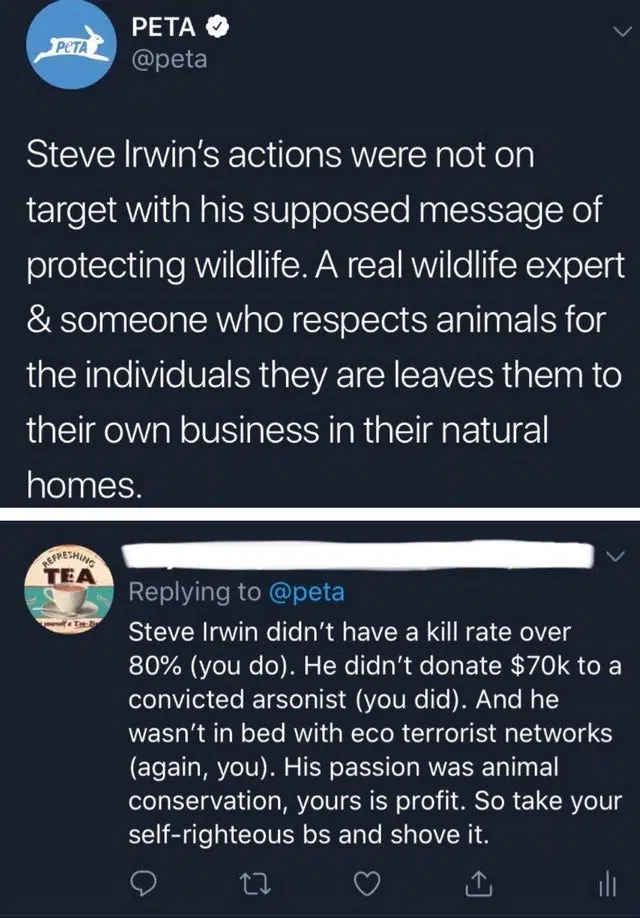 PETA
PETA
@peta
Steve Irwin's actions were not on
target with his supposed message of
protecting wildlife. A real wildlife expert
& someone who respects animals for
the individuals they are leaves them to
their own business in their natural
homes.
REFRESHING
TEA
Replying to @peta
Steve Irwin didn't have a kill rate over
80% (you do). He didn't donate $70k to a
convicted arsonist (you did). And he
wasn't in bed with eco terrorist networks
(again, you). His passion was animal
conservation, yours is profit. So take your
self-righteous bs and shove it.